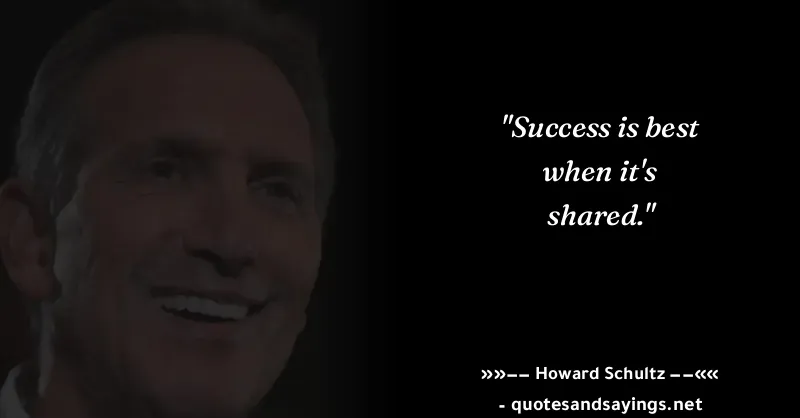 "Success is best
when it's
shared."
»»–– Howard Schultz ––««
- quotesandsayings.net